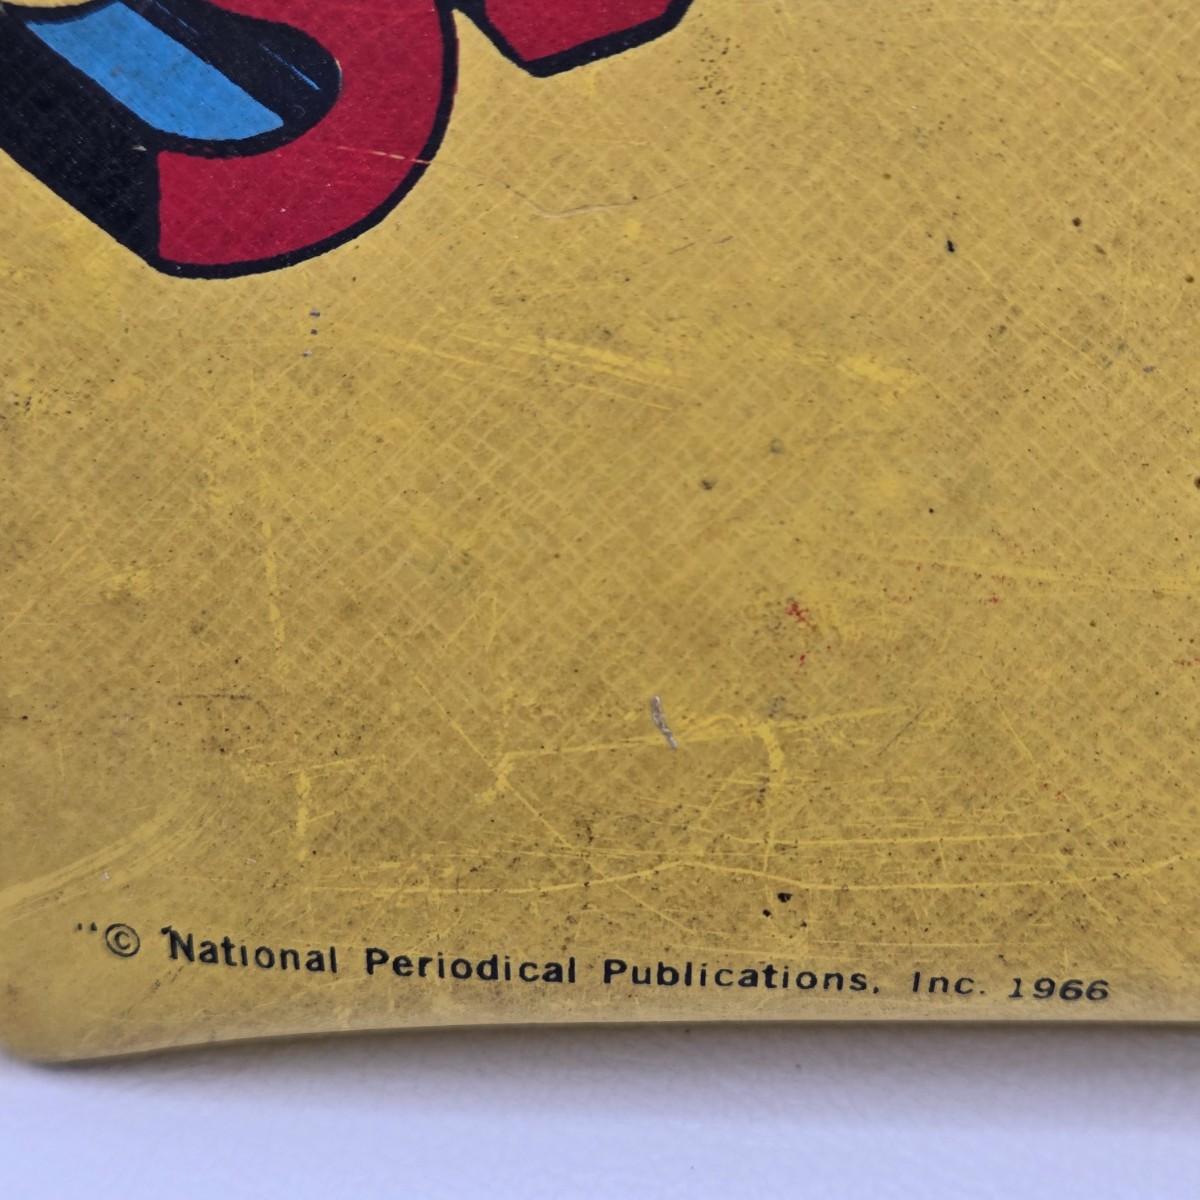 "© National Periodical Publications, Inc. 1966